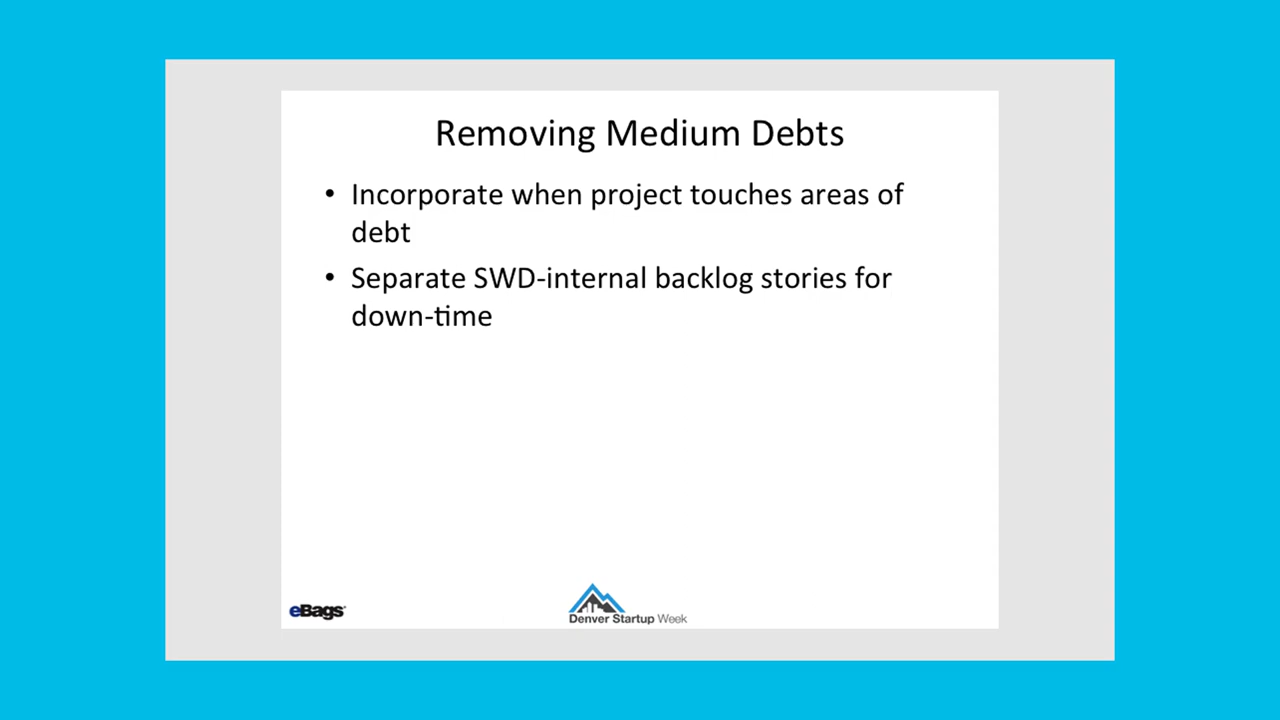 Removing Medium Debts
• Incorporate when project touches areas of
debt
• Separate SWD-internal backlog stories for
down-time
eBags
Denver Startup Week